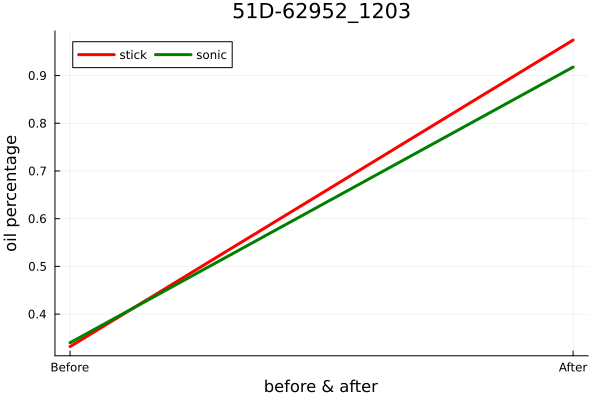 51D-62952_1203
stick sonic
0.9
0.8
0.7
0.6
0.5
0.4
oil percentage
Before After
before & after